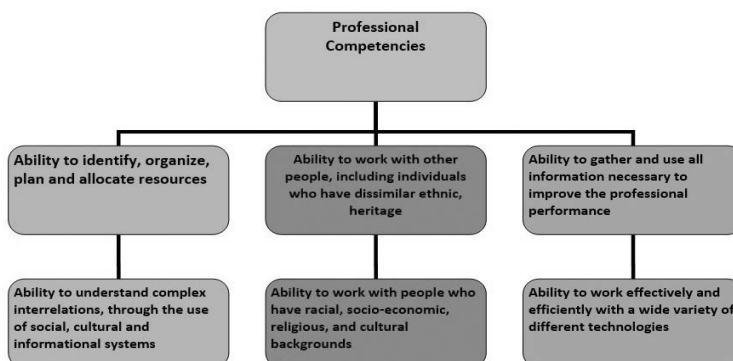 Professional
Competencies
Ability to identify, organize,
plan and allocate resources
Ability to work with other
people, including individuals
who have dissimilar ethnic,
heritage
Ability to gather and use all
information necessary to
improve the professional
performance
Ability to understand complex
interrelations, through the use
of social, cultural and
informational systems
Ability to work with people who
have racial, socio-economic,
religious, and cultural
backgrounds
Ability to work effectively and
efficiently with a wide variety of
different technologies